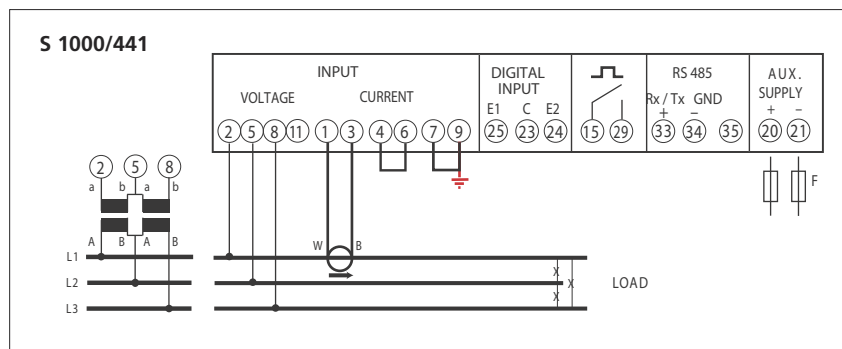 S 1000/441
INPUT
VOLTAGE CURRENT
DIGITAL
INPUT
E1 C E2
RS 485
Rx / Tx GND
+ –
AUX.
SUPPLY
+ –
2 5 8 11 1 3 4 6 7 9 25 23 24 15 29 33 34 35 20 21
F
2 5 8
a b a b
A B A B
W B
L1
L2
L3
X
X
X
LOAD